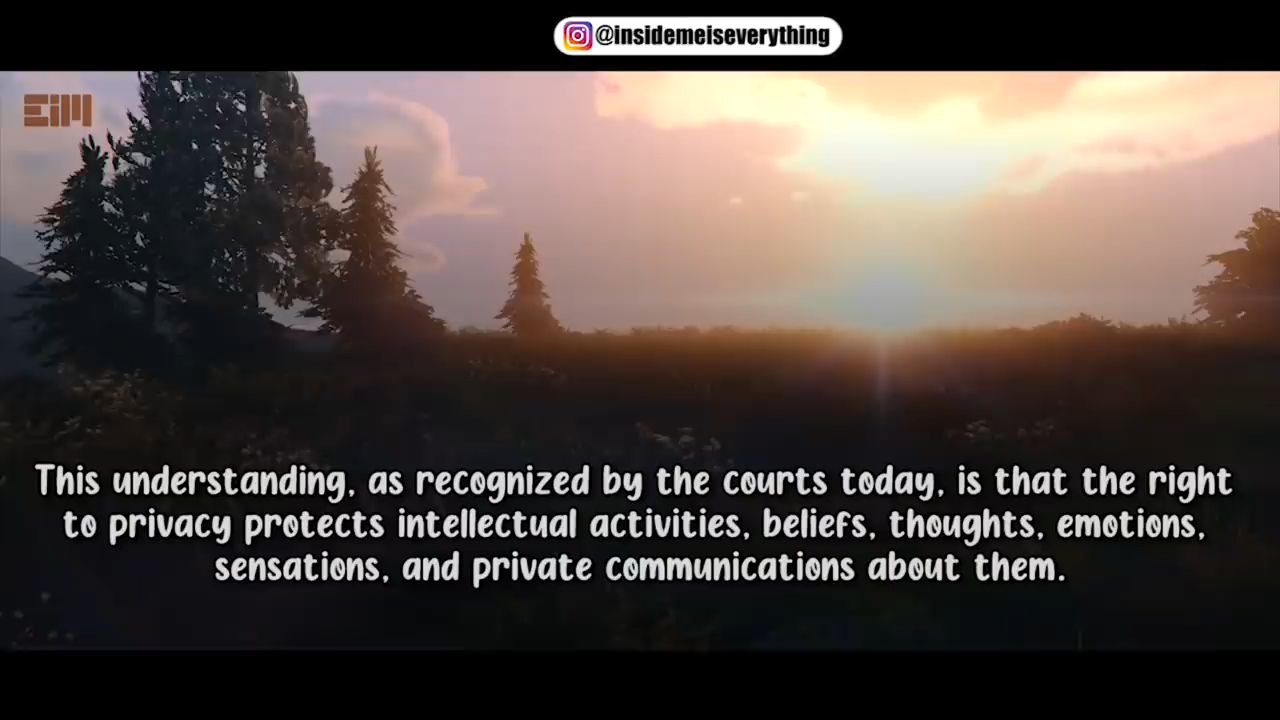 @insidemeiseverything
EiM
This understanding, as recognized by the courts today, is that the right
to privacy protects intellectual activities, beliefs, thoughts, emotions,
sensations, and private communications about them.